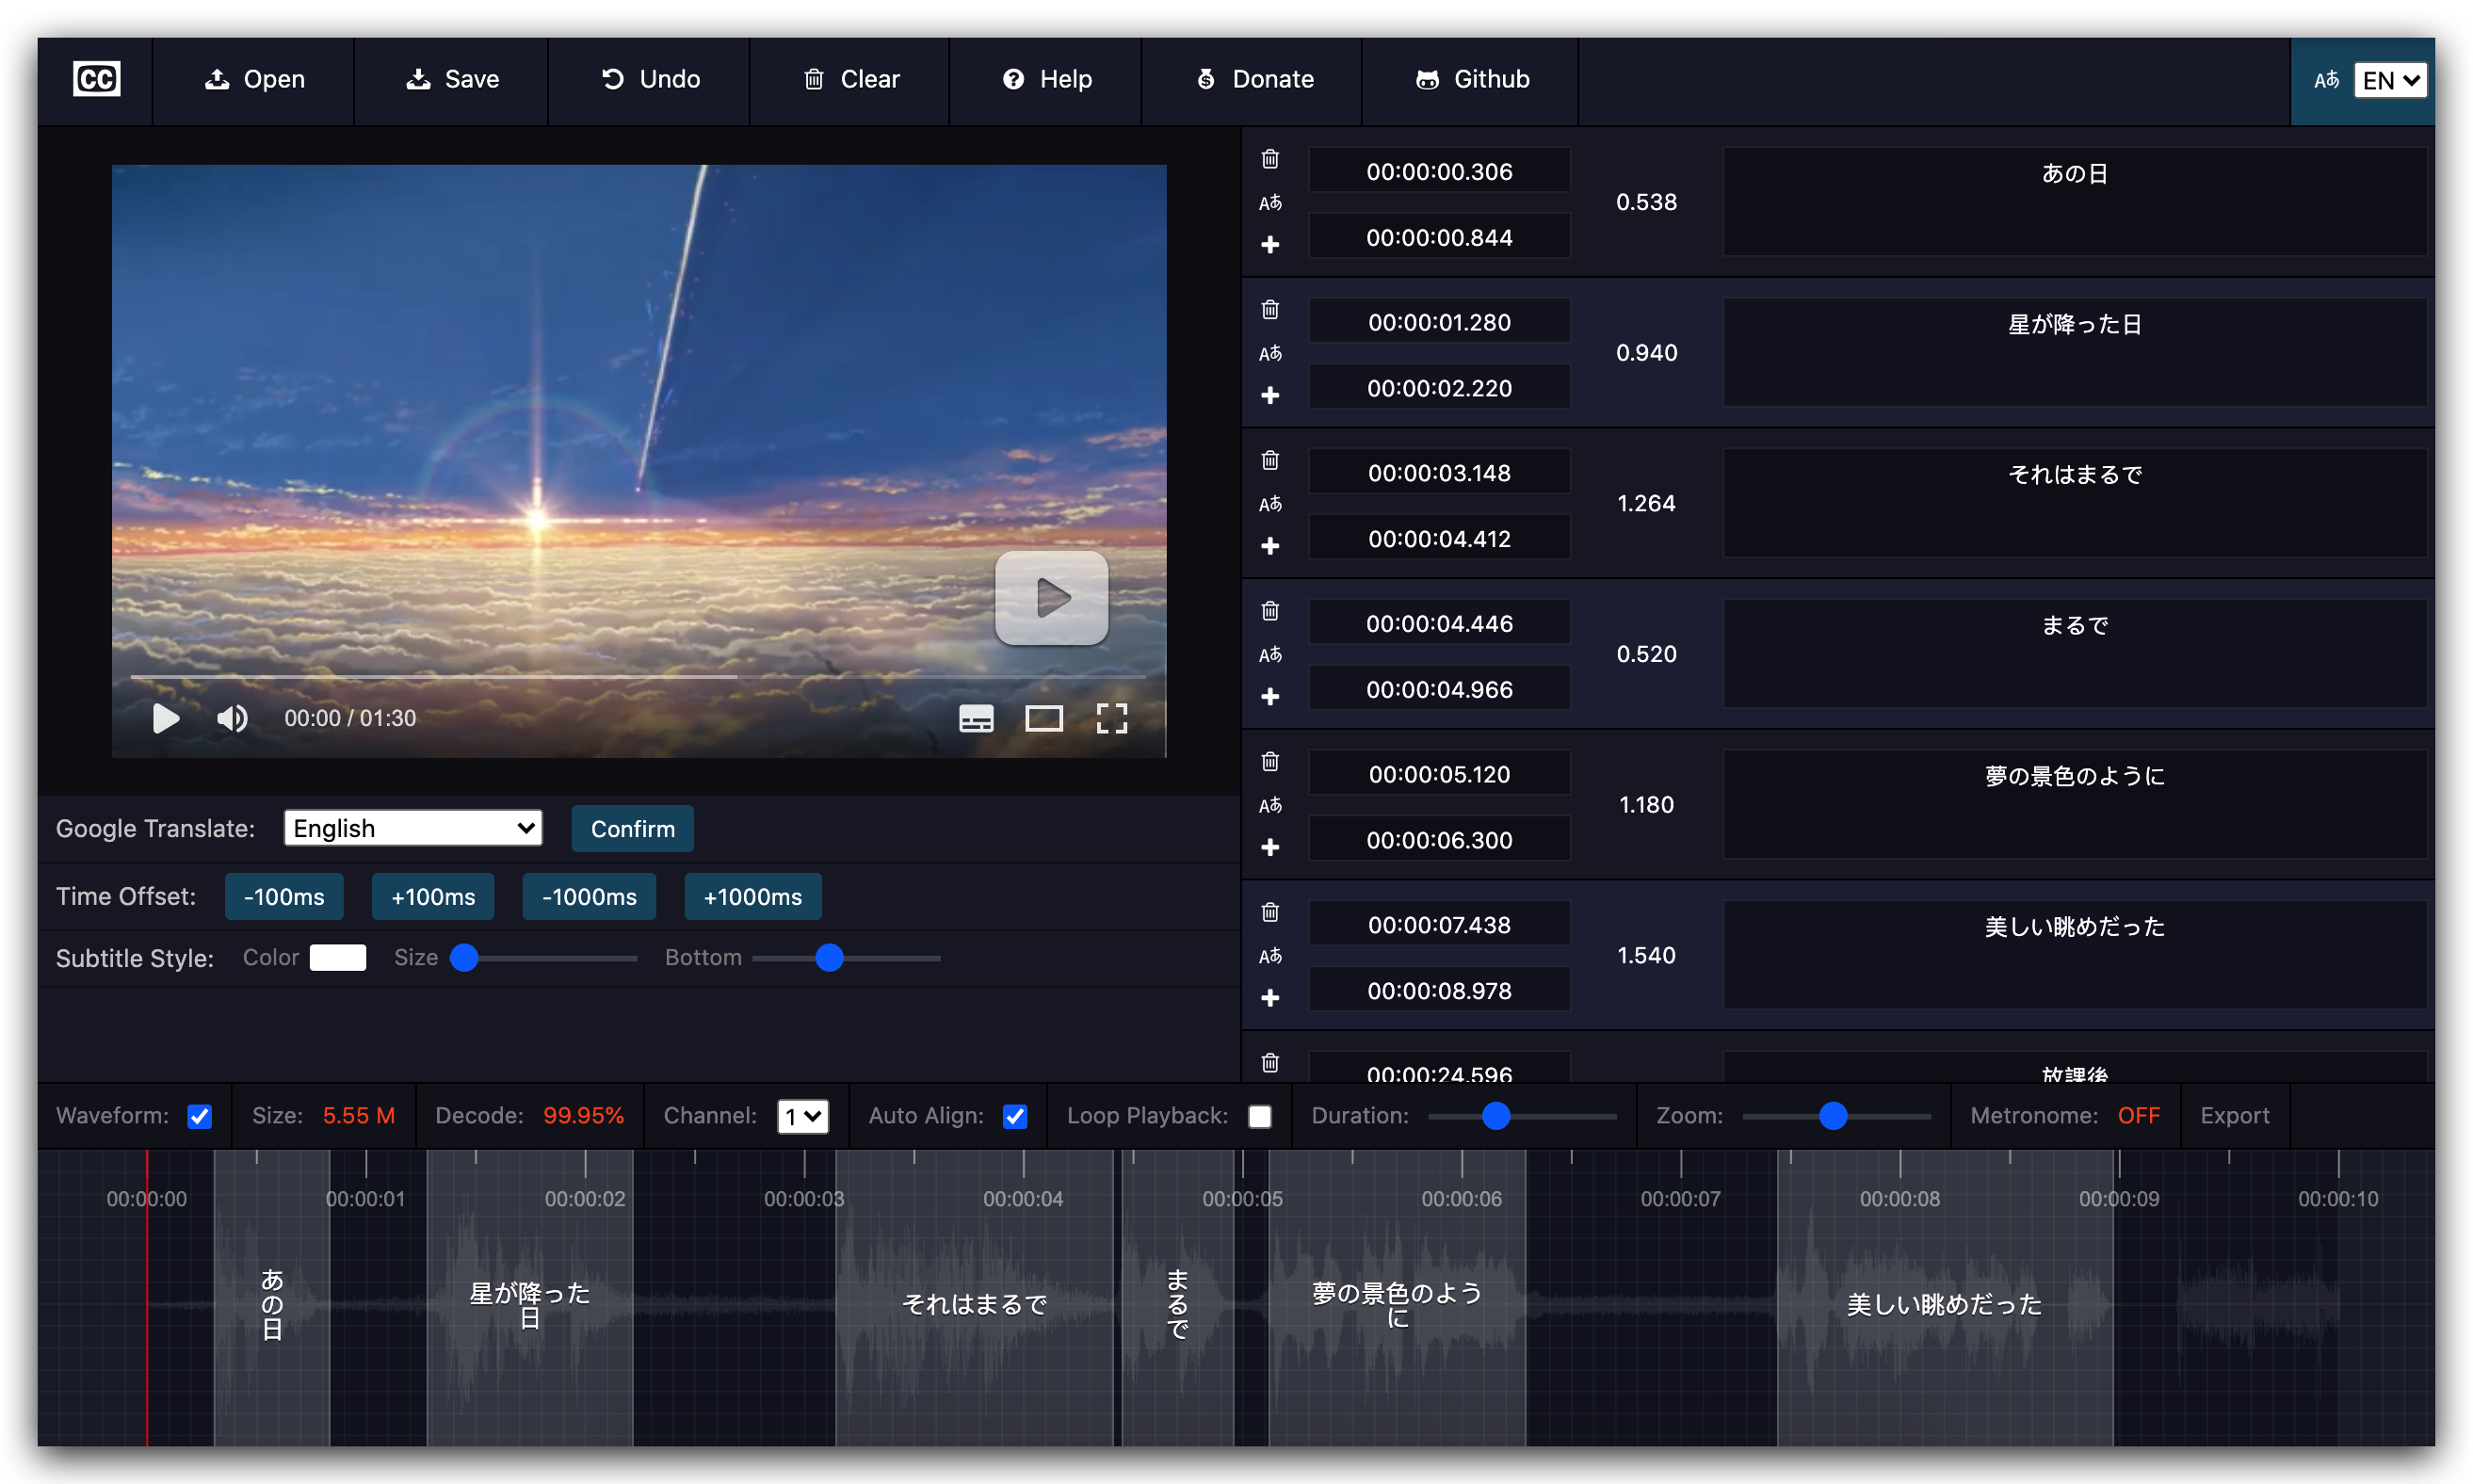 CC
Open
Save
Undo
Clear
Help
Donate
Github
Aあ
EN
00:00 / 01:30
Google Translate:
English
Confirm
Time Offset:
-100ms
+100ms
-1000ms
+1000ms
Subtitle Style:
Color
Size
Bottom
Aあ
00:00:00.306
00:00:00.844
0.538
あの日
Aあ
00:00:01.280
00:00:02.220
0.940
星が降った日
Aあ
00:00:03.148
00:00:04.412
1.264
それはまるで
Aあ
00:00:04.446
00:00:04.966
0.520
まるで
Aあ
00:00:05.120
00:00:06.300
1.180
夢の景色のように
Aあ
00:00:07.438
00:00:08.978
1.540
美しい眺めだった
00:00:24.596
放課後
Waveform:
Size: 5.55 M
Decode: 99.95%
Channel: 1
Auto Align:
Loop Playback:
Duration:
Zoom:
Metronome: OFF
Export
00:00:00
00:00:01
00:00:02
00:00:03
00:00:04
00:00:05
00:00:06
00:00:07
00:00:08
00:00:09
00:00:10
あの日
星が降った
日
それはまるで
まるで
夢の景色のよう
に
美しい眺めだった